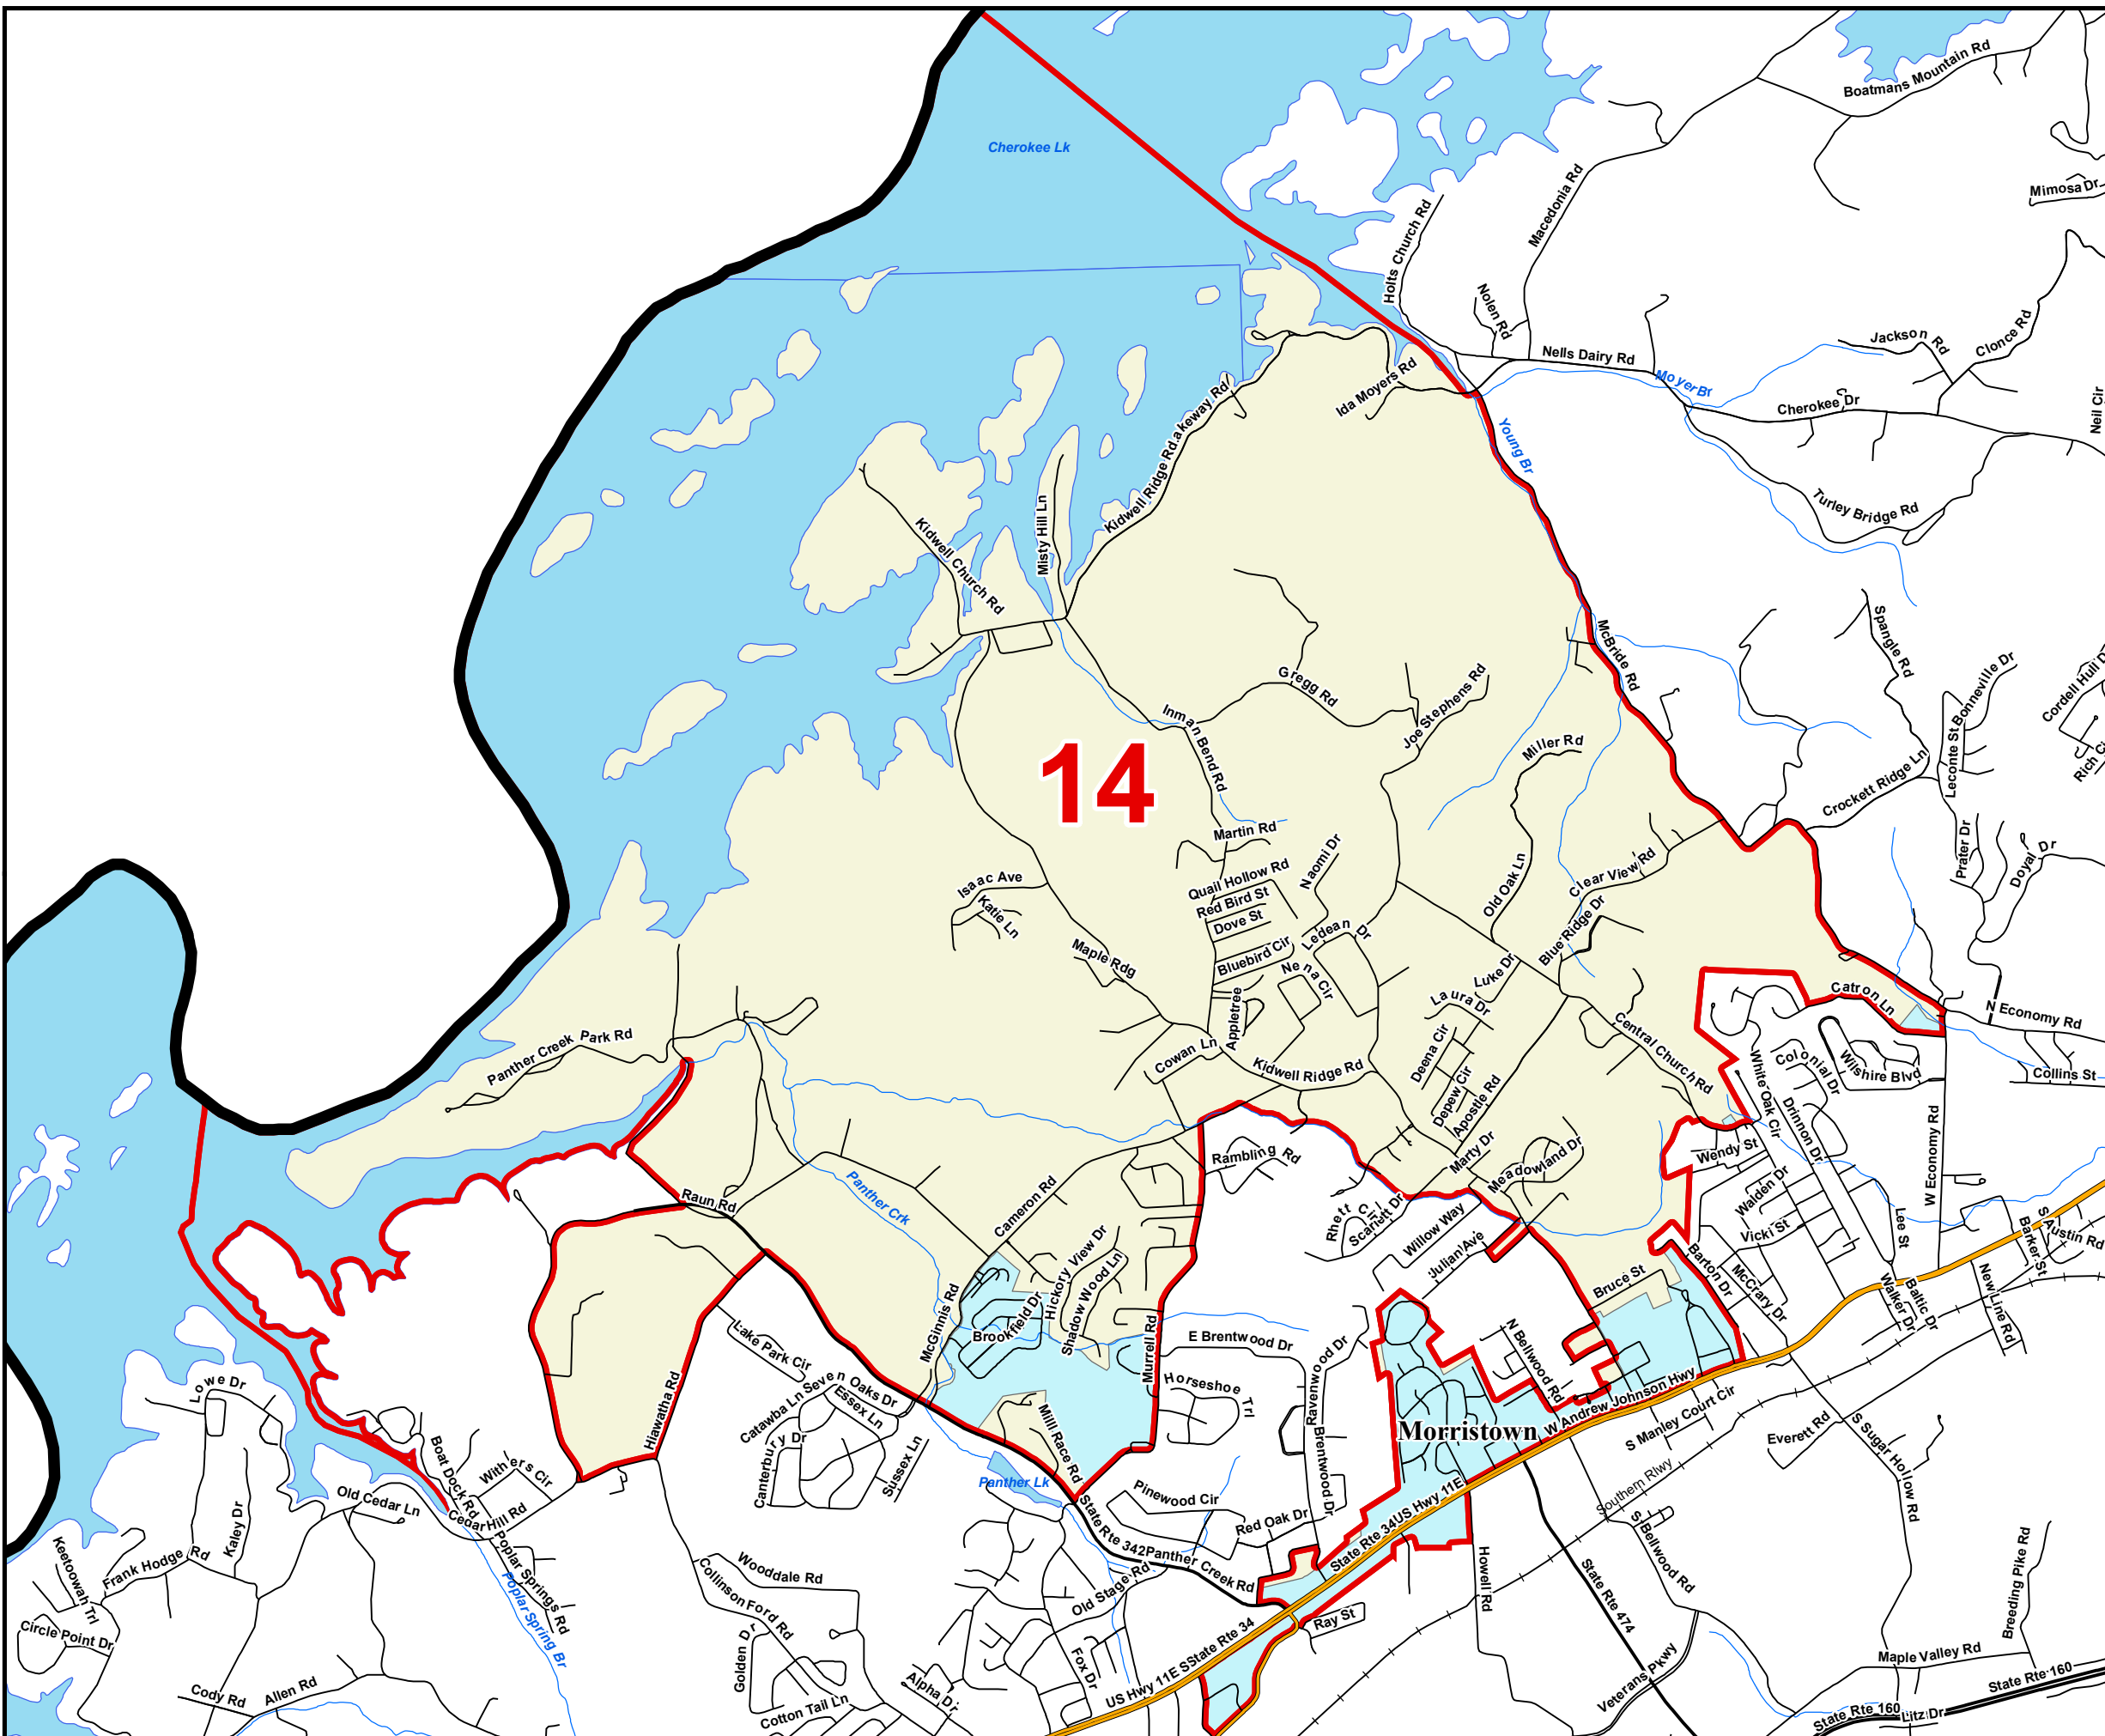 Boatmans Mountain Rd
Cherokee Lk
Mimosa Dr
Macedonia Rd
Holts Church Rd
Nolen Rd
Nells Dairy Rd
Jackson Rd
Clonce Rd
Moyer Br
Cherokee Dr
Neil Cir
Ida Moyers Rd
Young Br
Turley Bridge Rd
Kidwell Ridge Rd
akeway Rd
Misty Hill Ln
Kidwell Church Rd
McBride Rd
Spangle Rd
Bonneville Dr
Leconte St
Cordell Hull D
Rich C
Gregg Rd
Joe Stephens Rd
Inman Bend Rd
14
Miller Rd
Crockett Ridge Ln
Martin Rd
Naomi Dr
Quail Hollow Rd
Red Bird St
Dove St
Bluebird Cir
Ledean Dr
Nena Cir
Old Oak Ln
Clear View Rd
Blue Ridge Dr
Prater Dr
Doyal Dr
Isaac Ave
Katie Ln
Maple Rdg
Luke Dr
Laura Dr
Appletree
Catron Ln
N Economy Rd
Panther Creek Park Rd
Cowan Ln
Kidwell Ridge Rd
Deena Cir
Depew Cir
Apostle Rd
Central Church Rd
White Oak Cir
Colonial Dr
Wilshire Blvd
Collins St
Drinnon Dr
W Economy Rd
Rambling Rd
Marty Dr
Meadowland Dr
Wendy St
Walden Dr
Vicki St
Lee St
S Austin Rd
Barker St
Raun Rd
Panther Crk
Cameron Rd
Rhett Cir
Scarlett Dr
Willow Way
Julian Ave
Bruce St
Barton Dr
McCrary Dr
Walker Dr
Baltic Dr
New Line Rd
Hickory View Dr
Shadow Wood Ln
Brookfield Dr
McGinnis Rd
Murrell Rd
E Brentwood Dr
Ravenwood Dr
N Bellwood Rd
Lake Park Cir
Seven Oaks Dr
Catawba Ln
Essex Ln
Canterbury Dr
Sussex Ln
Hiawatha Rd
Horseshoe Trl
Brentwood Dr
Morristown
W Andrew Johnson Hwy
S Manley Court Cir
Everett Rd
S Sugar Hollow Rd
Lowe Dr
Boat Dock Rd
Withers Cir
Old Cedar Ln
Cedar Hill Rd
Milll Race Rd
Panther Lk
Pinewood Cir
Red Oak Dr
State Rte 34
US Hwy 11E
Southern Rlwy
S Bellwood Rd
Kaley Dr
Keetoowah Trl
Frank Hodge Rd
Circle Point Dr
Poplar Springs Rd
Poplar Spring Br
Collinson Ford Rd
Wooddale Rd
State Rte 342
Panther Creek Rd
Old Stage Rd
Howell Rd
State Rte 474
Breeding Pike Rd
Ray St
Golden Dr
Fox Dr
US Hwy 11E S
State Rte 34
Veterans Pkwy
Maple Valley Rd
Cody Rd
Allen Rd
Alpha Dr
Cotton Tail Ln
State Rte 160
State Rte 160
Litz Dr